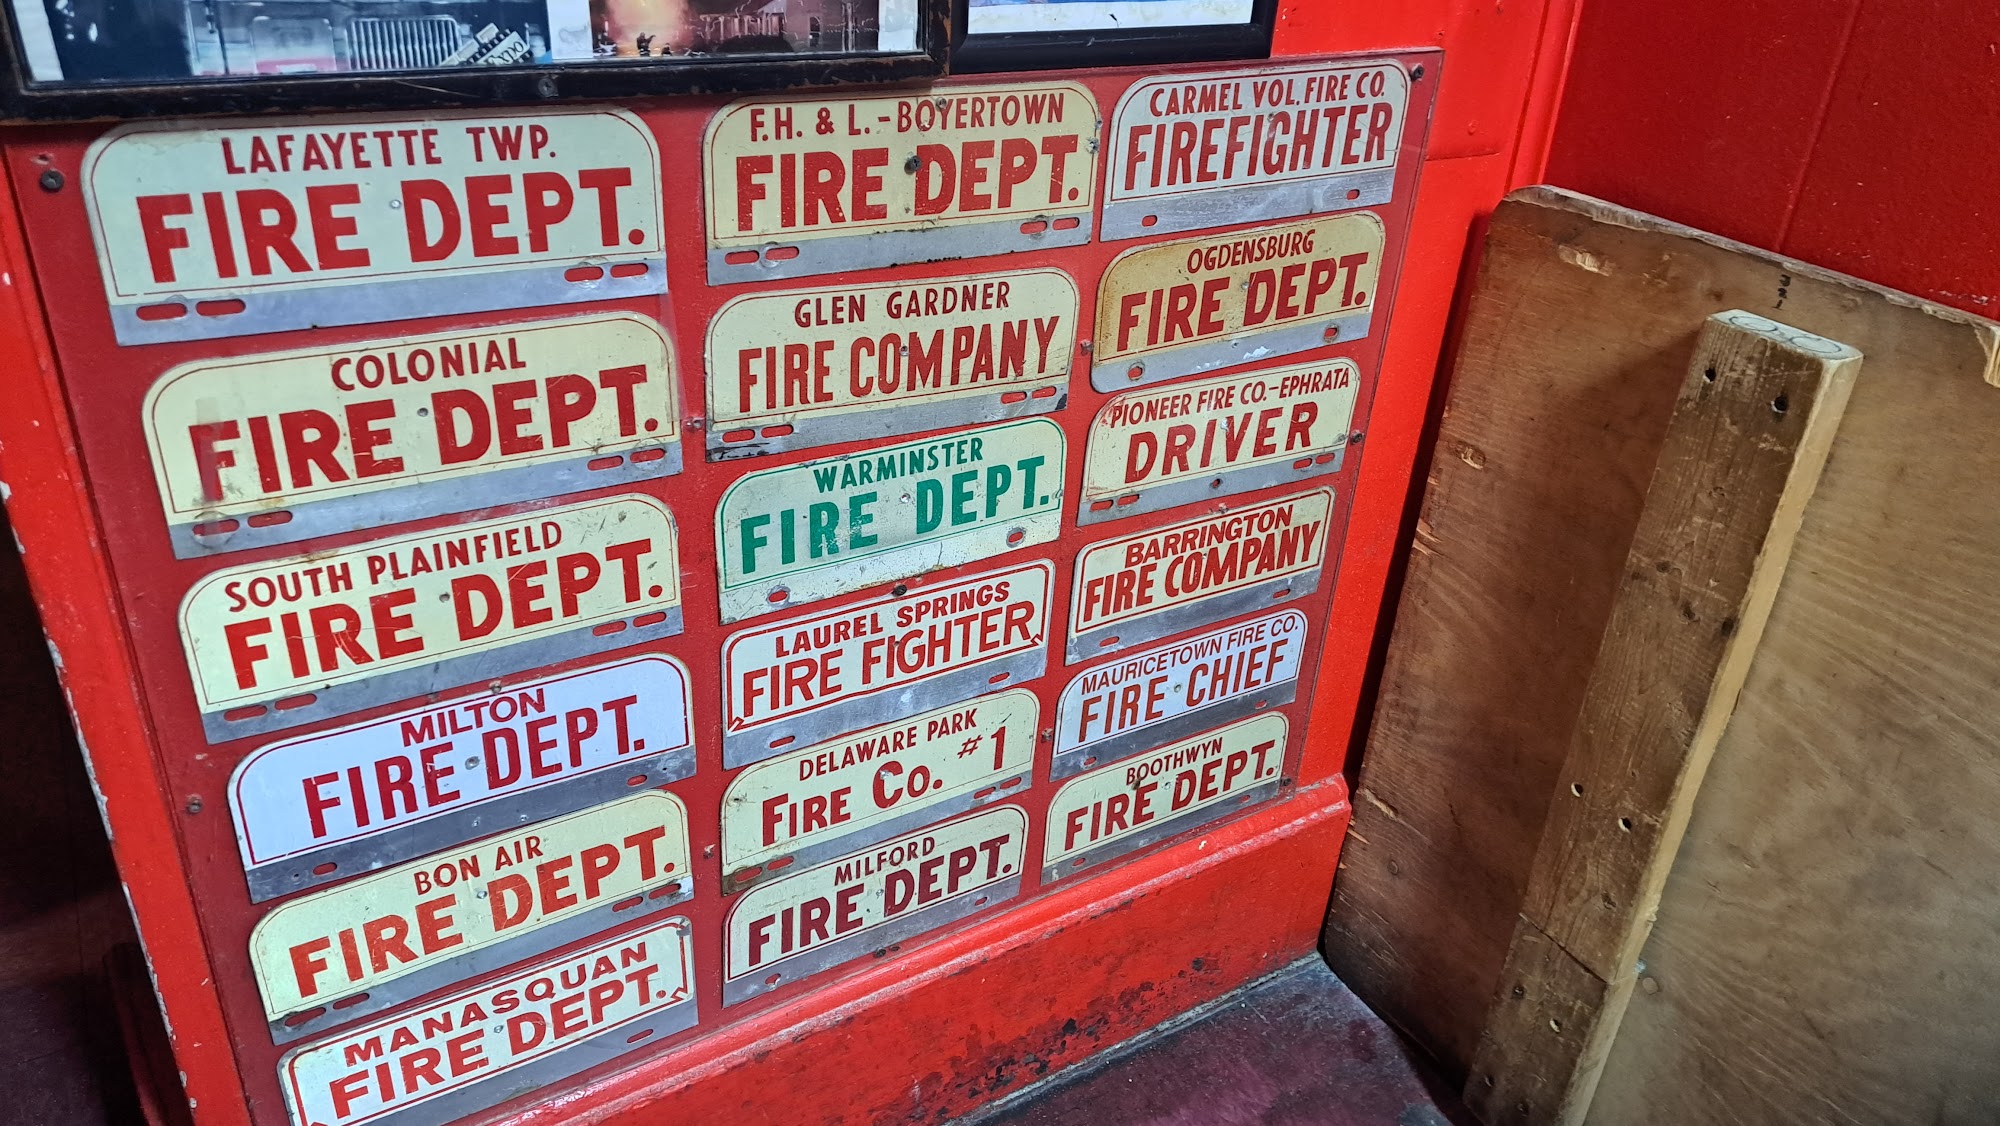 LAFAYETTE TWP.
FIRE DEPT.
COLONIAL
FIRE DEPT.
SOUTH PLAINFIELD
FIRE DEPT.
MILTON
FIRE DEPT.
BON AIR
FIRE DEPT.
MANASQUAN
FIRE DEPT.
F.H. & L.-BOYERTOWN
FIRE DEPT.
GLEN GARDNER
FIRE COMPANY
WARMINSTER
FIRE DEPT.
LAUREL SPRINGS
FIRE FIGHTER
DELAWARE PARK
FIRE CO. #1
MILFORD
FIRE DEPT.
CARMEL VOL. FIRE CO.
FIREFIGHTER
OGDENSBURG
FIRE DEPT.
PIONEER FIRE CO.-EPHRATA
DRIVER
BARRINGTON
FIRE COMPANY
MAURICETOWN FIRE CO.
FIRE CHIEF
BOOTHWYN
FIRE DEPT.